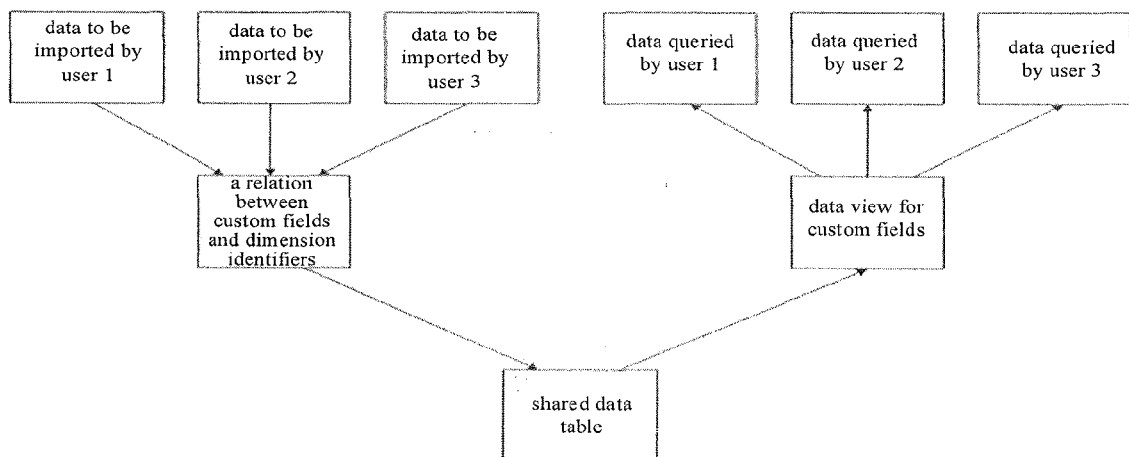 data to be
imported by
user 1
data to be
imported by
user 2
data to be
imported by
user 3
data queried
by user 1
data queried
by user 2
data queried
by user 3
a relation
between
custom fields
and dimension
identifiers
data view for
custom fields
shared data
table